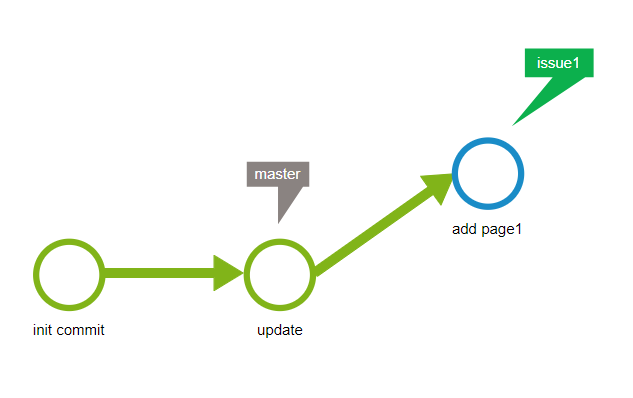 issue1
master
add page1
init commit
update